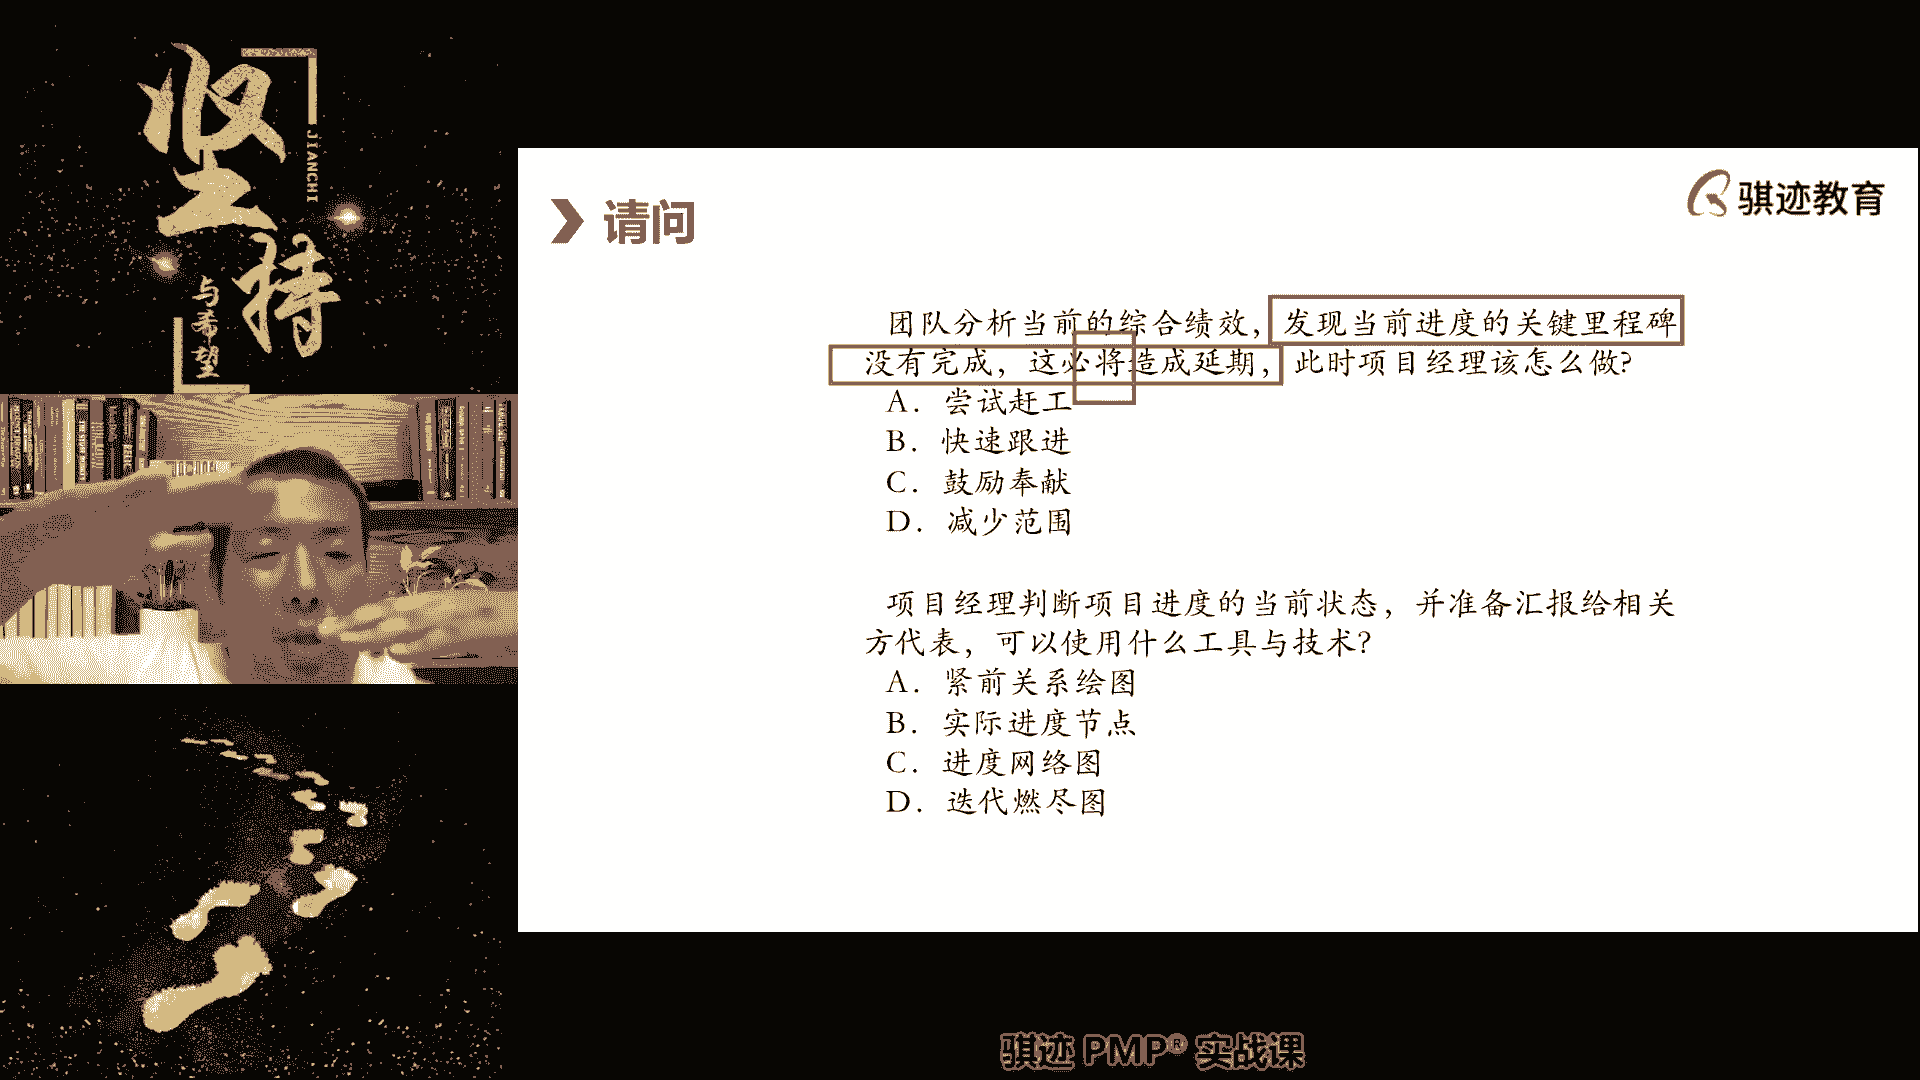 坚持
JIANCHI
与希望
骐迹教育
请问
团队分析当前的综合绩效，发现当前进度的关键里程碑
没有完成，这必将造成延期，此时项目经理该怎么做?
A. 尝试赶工
B. 快速跟进
C. 鼓励奉献
D. 减少范围
项目经理判断项目进度的当前状态，并准备汇报给相关
方代表，可以使用什么工具与技术?
A. 紧前关系绘图
B. 实际进度节点
C. 进度网络图
D. 迭代燃尽图
骐迹 PMP® 实战课